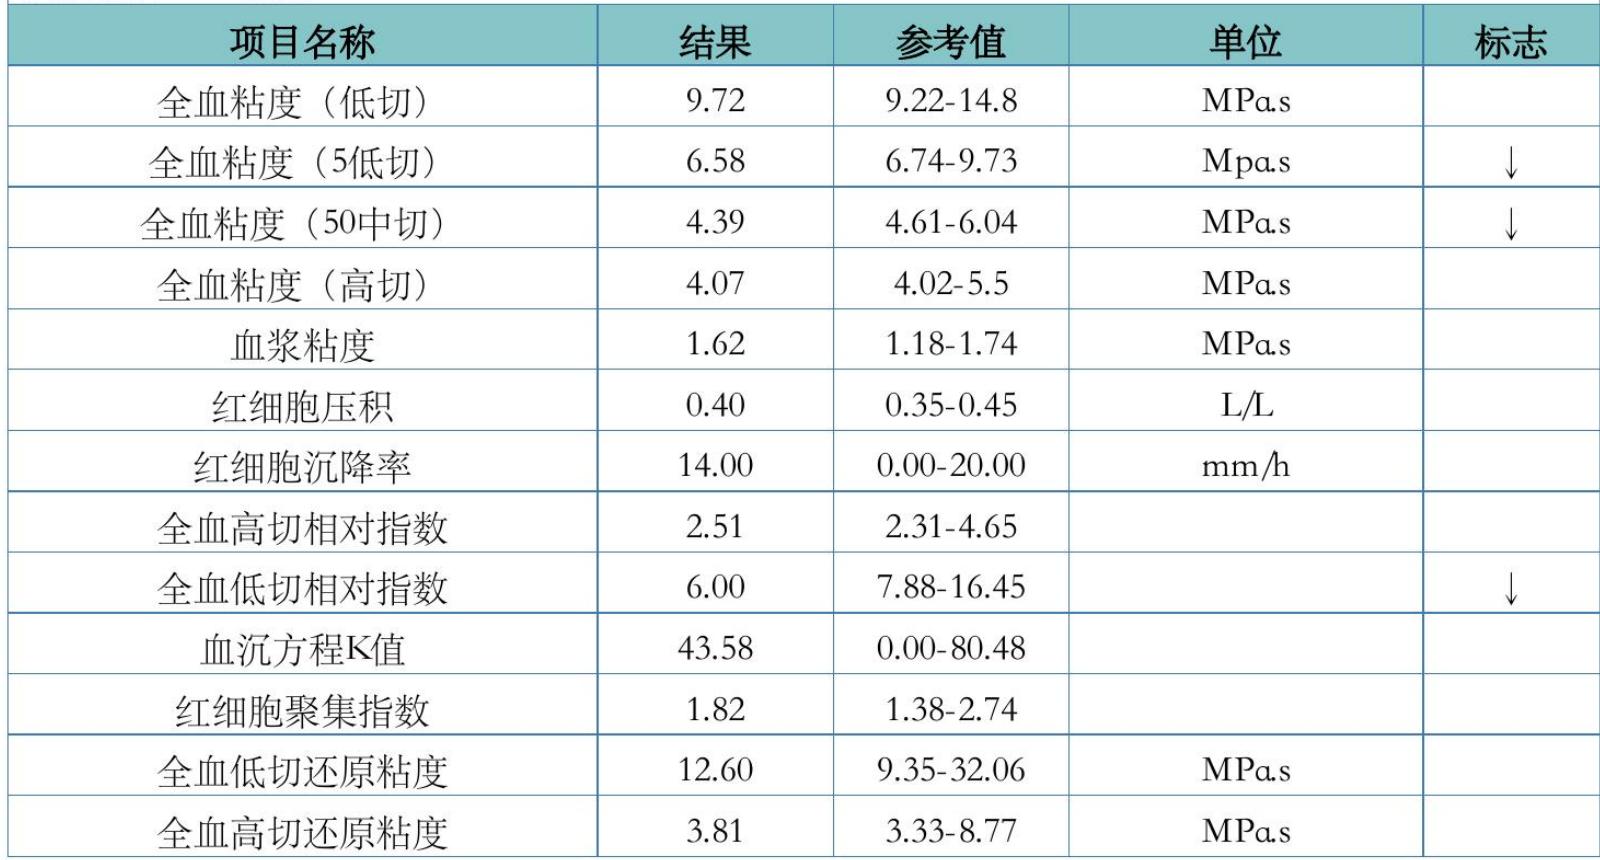 项目名称 结果 参考值 单位 标志
全血粘度（低切） 9.72 9.22-14.8 MPa.s
全血粘度（5低切） 6.58 6.74-9.73 Mpa.s ↓
全血粘度（50中切） 4.39 4.61-6.04 MPa.s ↓
全血粘度（高切） 4.07 4.02-5.5 MPa.s
血浆粘度 1.62 1.18-1.74 MPa.s
红细胞压积 0.40 0.35-0.45 L/L
红细胞沉降率 14.00 0.00-20.00 mm/h
全血高切相对指数 2.51 2.31-4.65
全血低切相对指数 6.00 7.88-16.45 ↓
血沉方程K值 43.58 0.00-80.48
红细胞聚集指数 1.82 1.38-2.74
全血低切还原粘度 12.60 9.35-32.06 MPa.s
全血高切还原粘度 3.81 3.33-8.77 MPa.s